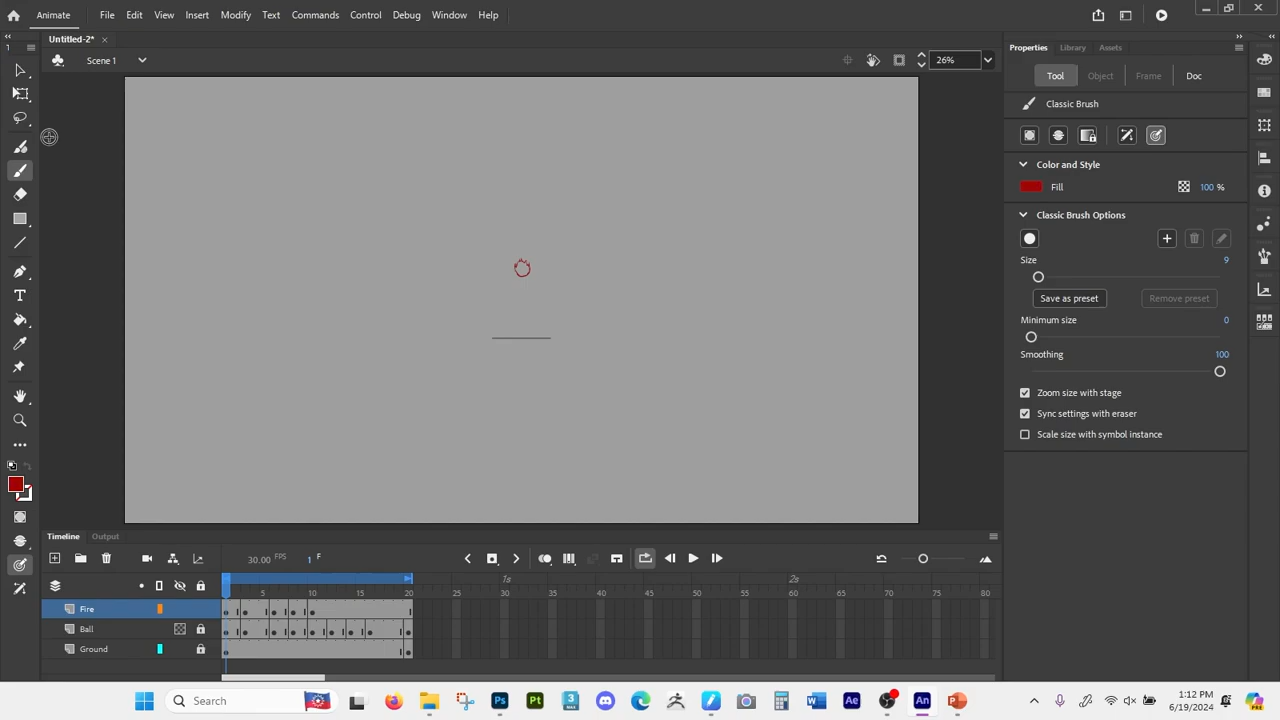 Animate File Edit View Insert Modify Text Commands Control Debug Window Help
Untitled-2* ×
Scene 1
26%
1
Properties Library Assets
Tool Object Frame Doc
Classic Brush
Color and Style
Fill 100 %
Classic Brush Options
Size 9
Save as preset Remove preset
Minimum size 0
Smoothing 100
Zoom size with stage
Sync settings with eraser
Scale size with symbol instance
Timeline Output
30.00 FPS 1 F
1s 2s
5 10 15 20 25 30 35 40 45 50 55 60 65 70 75 80
Fire
Ball
Ground
Search
1:12 PM
6/19/2024